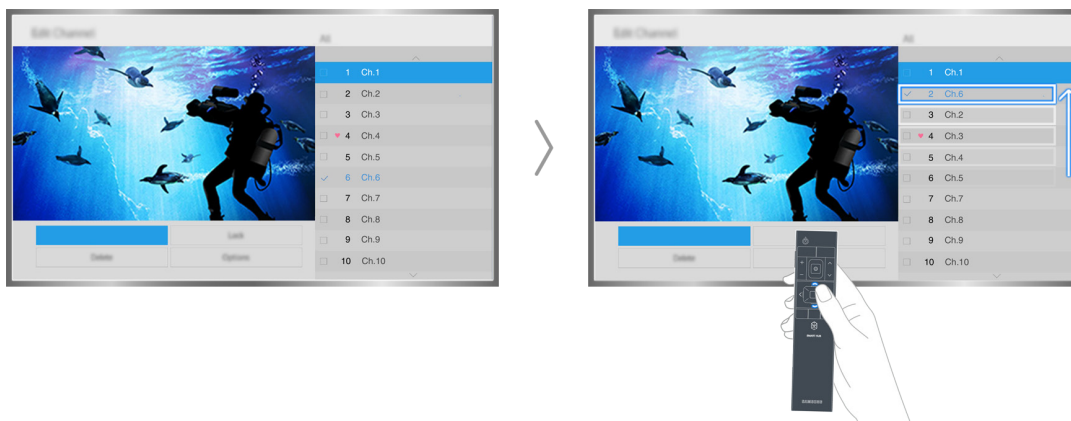 Edit Channel
All
1 Ch.1
2 Ch.2
3 Ch.3
4 Ch.4
5 Ch.5
6 Ch.6
7 Ch.7
8 Ch.8
9 Ch.9
10 Ch.10
Lock
Delete
Options
Edit Channel
All
1 Ch.1
2 Ch.6
3 Ch.2
4 Ch.3
5 Ch.4
6 Ch.5
7 Ch.7
8 Ch.8
9 Ch.9
10 Ch.10
Delete
SMART HUB
SAMSUNG